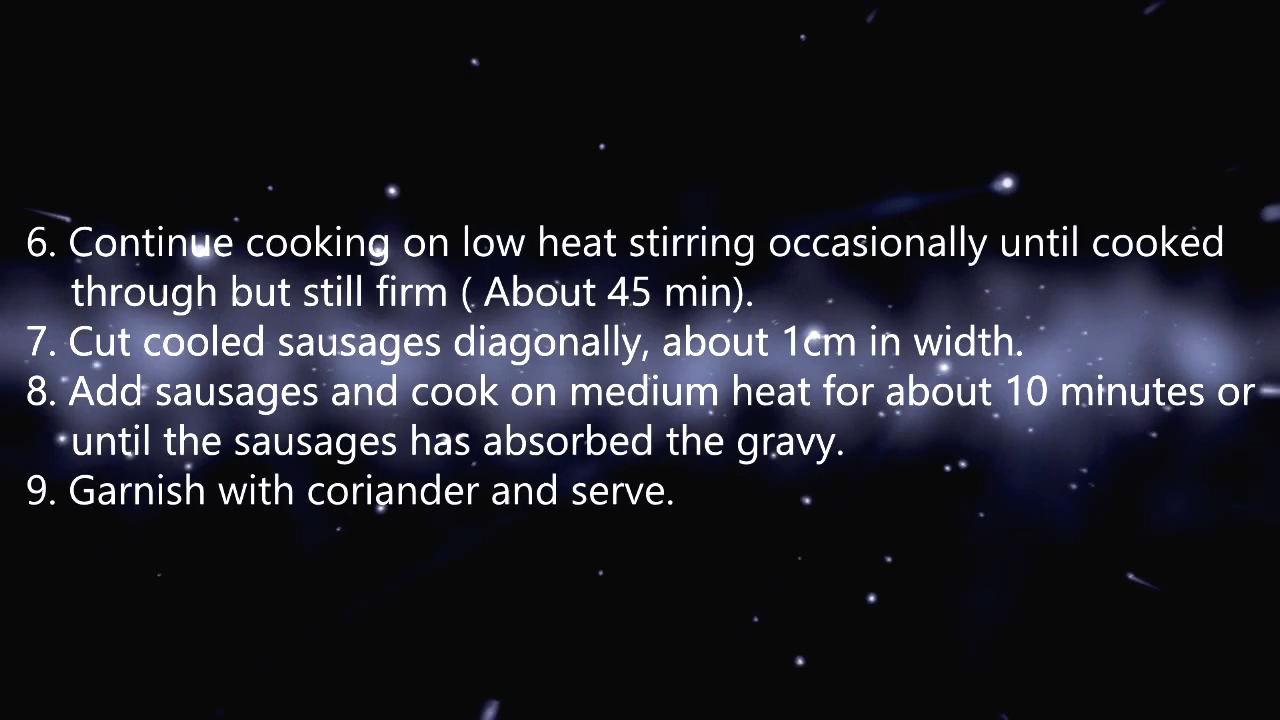 6. Continue cooking on low heat stirring occasionally until cooked
through but still firm ( About 45 min).
7. Cut cooled sausages diagonally, about 1cm in width.
8. Add sausages and cook on medium heat for about 10 minutes or
until the sausages has absorbed the gravy.
9. Garnish with coriander and serve.